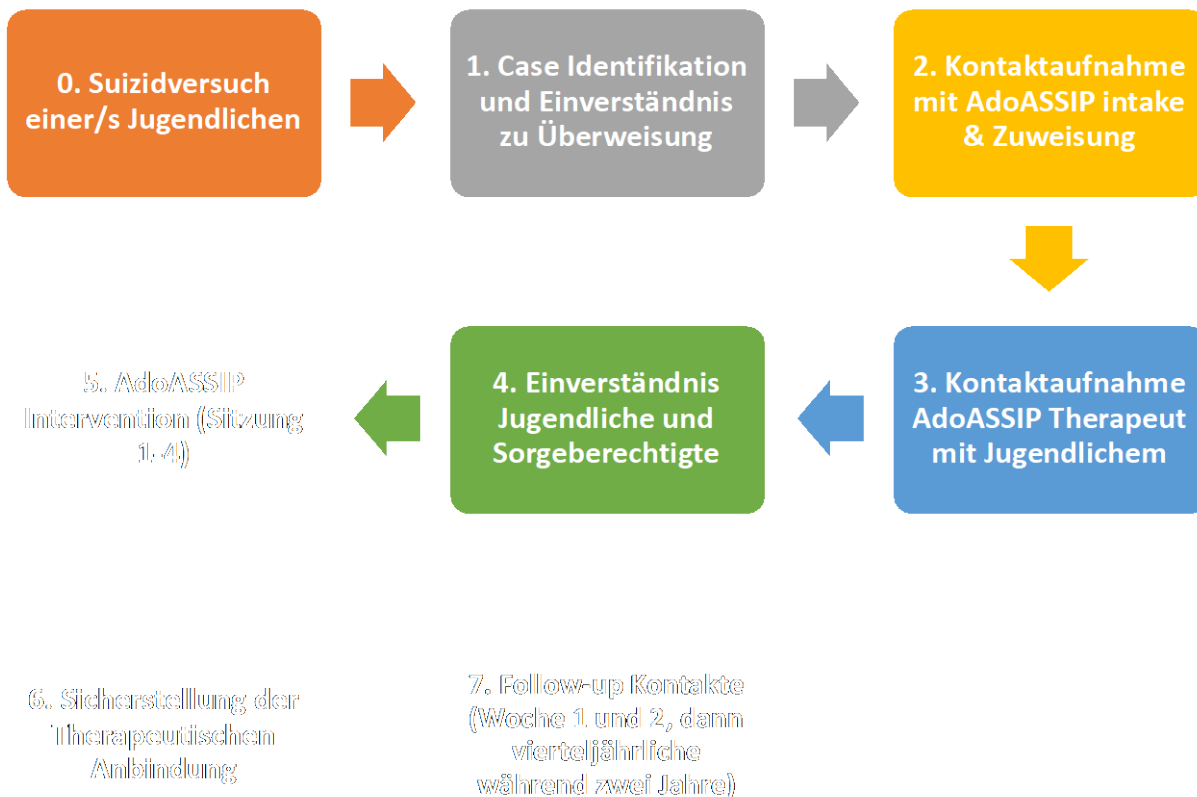 0. Suizidversuch
einer/s Jugendlichen
1. Case Identifikation
und Einverständnis
zu Überweisung
2. Kontaktaufnahme
mit AdoASSIP intake
& Zuweisung
3. Kontaktaufnahme
AdoASSIP Therapeut
mit Jugendlichem
4. Einverständnis
Jugendliche und
Sorgeberechtigte
5. AdoASSIP
Intervention (Sitzung
1-4)
6. Sicherstellung der
Therapeutischen
Anbindung
7. Follow-up Kontakte
(Woche 1 und 2, dann
vierteljährliche
während zwei Jahre)